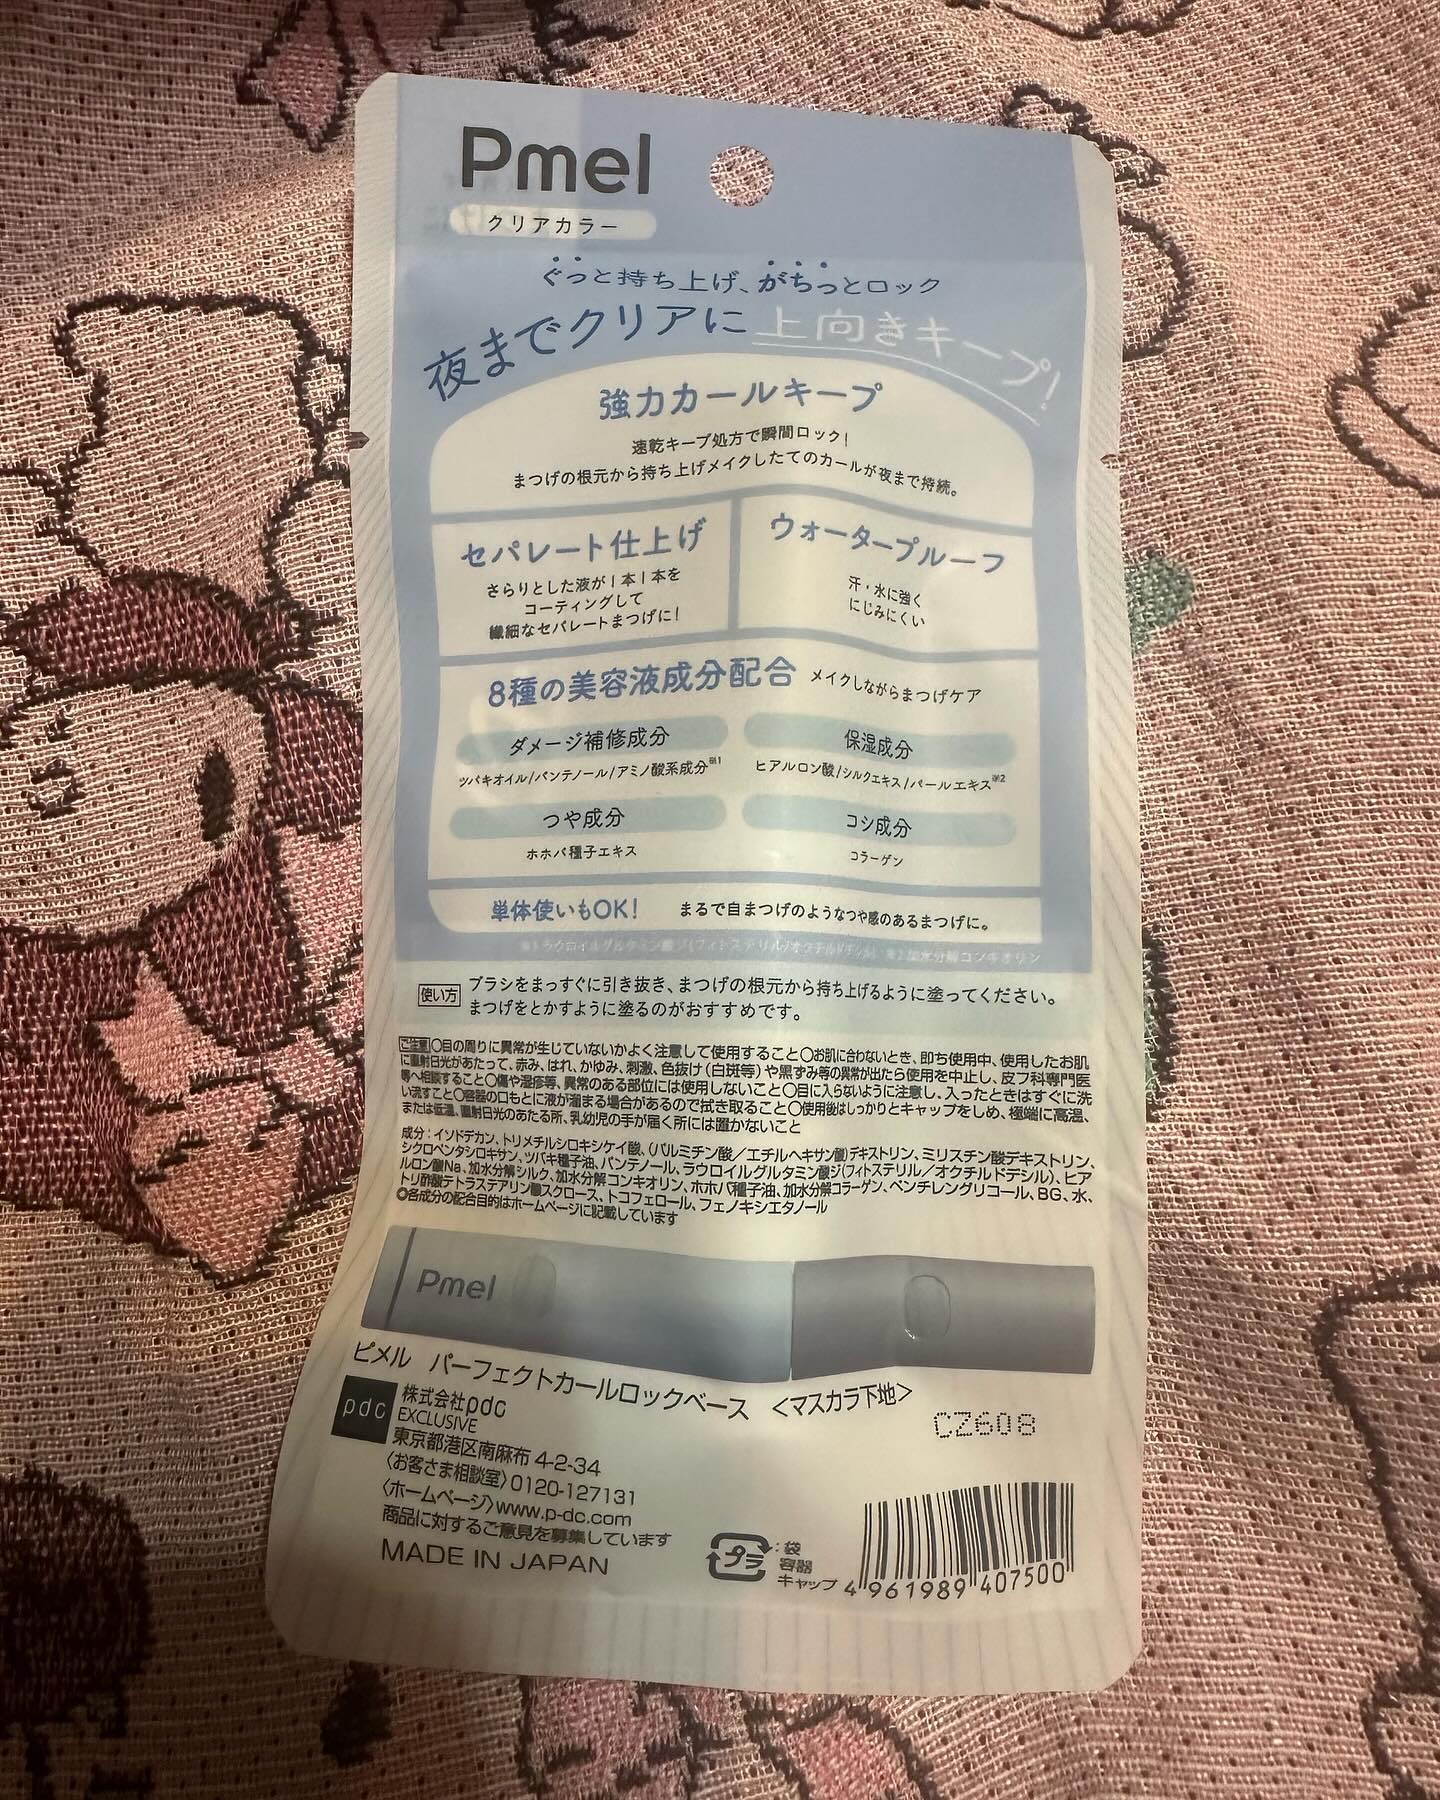 Pmel
クリアカラー
ぐっと持ち上げ、がちっとロック
夜までクリアに上向きキープ!
強力カールキープ
速乾キープ処方で瞬間ロック!
まつげの根元から持ち上げメイクしたてのカールが夜まで持続。
セパレート仕上げ
さらりとした液が1本1本を
コーティングして
繊細なセパレートまつげに!
ウォータープルーフ
汗・水に強く
にじみにくい
8種の美容液成分配合 メイクしながらまつげケア
ダメージ補修成分
ツバキオイル/パンテノール/アミノ酸系成分※1
保湿成分
ヒアルロン酸/シルクエキス/パールエキス※2
つや成分
ホホバ種子エキス
コシ成分
コラーゲン
単体使いもOK! まるで自まつげのようなつや感のあるまつげに。
※1 ラウロイルグルタミン酸ジ(フィトステリル/オクチルドデシル) ※2 加水分解コンキオリン
使い方 ブラシをまっすぐに引き抜き、まつげの根元から持ち上げるように塗ってください。
まつげをとかすように塗るのがおすすめです。
ご注意 〇目の周りに異常が生じていないかよく注意して使用すること〇お肌に合わないとき、即ち使用中、使用したお肌
に直射日光があたって、赤み、はれ、かゆみ、刺激、色抜け(白斑等)や黒ずみ等の異常が出たら使用を中止し、皮フ科専門医
等へ相談すること〇傷や湿疹等、異常のある部位には使用しないこと〇目に入らないように注意し、入ったときはすぐに洗
い流すこと〇容器の口もとに液が溜まる場合があるので拭き取ること〇使用後はしっかりとキャップをしめ、極端に高温、
または低温、直射日光のあたる所、乳幼児の手が届く所には置かないこと
成分:イソドデカン、トリメチルシロキシケイ酸、(パルミチン酸/エチルヘキサン酸)デキストリン、ミリスチン酸デキストリン、
シクロペンタシロキサン、ツバキ種子油、パンテノール、ラウロイルグルタミン酸ジ(フィトステリル/オクチルドデシル)、ヒア
ルロン酸Na、加水分解シルク、加水分解コンキオリン、ホホバ種子油、加水分解コラーゲン、ペンチレングリコール、BG、水、
トリ酢酸テトラステアリン酸スクロース、トコフェロール、フェノキシエタノール
〇各成分の配合目的はホームページに記載しています
Pmel
ピメル パーフェクトカールロックベース <マスカラ下地>
pdc
株式会社pdc
EXCLUSIVE
東京都港区南麻布 4-2-34
〈お客さま相談室〉0120-127131
〈ホームページ〉www.p-dc.com
商品に対するご意見を募集しています
MADE IN JAPAN
CZ608
プラ :袋
容器
キャップ
4 961989 407500